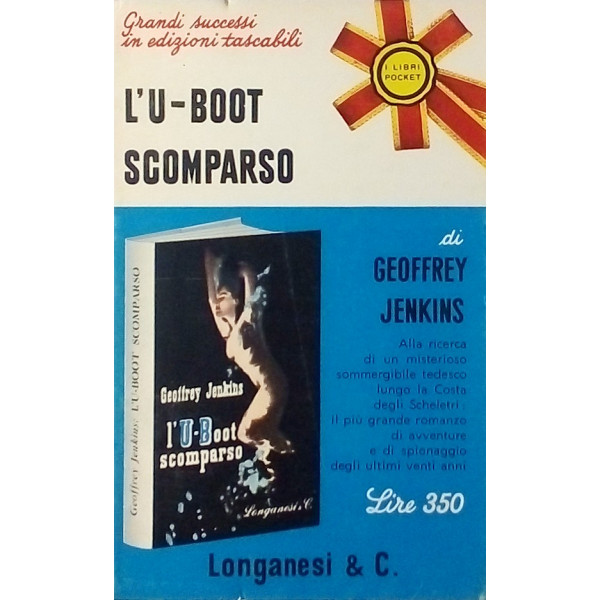 Grandi successi
in edizioni tascabili
I LIBRI
POCKET
L'U-BOOT
SCOMPARSO
di
GEOFFREY
JENKINS
Alla ricerca
di un misterioso
sommergibile tedesco
lungo la Costa
degli Scheletri:
il più grande romanzo
di avventure
e di spionaggio
degli ultimi venti anni
Lire 350
Geoffrey Jenkins: L'U-BOOT SCOMPARSO
Geoffrey Jenkins
l'U-Boot
scomparso
Longanesi & C.
Longanesi & C.